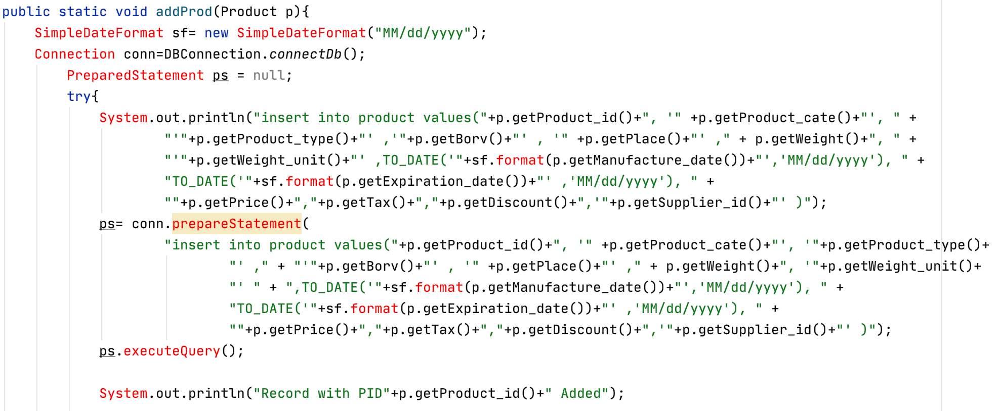 public static void addProd(Product p){
SimpleDateFormat sf= new SimpleDateFormat("MM/dd/yyyy");
Connection conn=DBConnection.connectDb();
PreparedStatement ps = null;
try{
System.out.println("insert into product values("+p.getProduct_id()+", '" +p.getProduct_cate()+"', " +
"'"+p.getProduct_type()+"' ,'"+p.getBorv()+"' , '" +p.getPlace()+"' ," + p.getWeight()+", " +
"'"+p.getWeight_unit()+"' ,TO_DATE('"+sf.format(p.getManufacture_date())+"','MM/dd/yyyy'), " +
"TO_DATE('"+sf.format(p.getExpiration_date())+"' ,'MM/dd/yyyy'), " +
""+p.getPrice()+","+p.getTax()+","+p.getDiscount()+",'"+p.getSupplier_id()+"' )");
ps= conn.prepareStatement(
"insert into product values("+p.getProduct_id()+", '" +p.getProduct_cate()+"', '"+p.getProduct_type()+
"' ," + "'"+p.getBorv()+"' , '" +p.getPlace()+"' ," + p.getWeight()+", '"+p.getWeight_unit()+
"' " + ",TO_DATE('"+sf.format(p.getManufacture_date())+"','MM/dd/yyyy'), " +
"TO_DATE('"+sf.format(p.getExpiration_date())+"' ,'MM/dd/yyyy'), " +
""+p.getPrice()+","+p.getTax()+","+p.getDiscount()+",'"+p.getSupplier_id()+"' )");
ps.executeQuery();
System.out.println("Record with PID"+p.getProduct_id()+" Added");